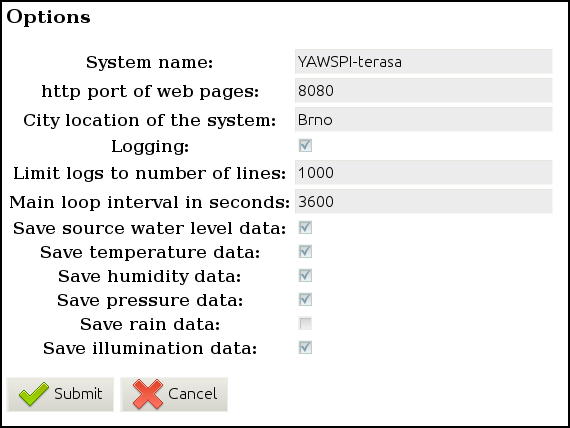 Options
System name: YAWSPI-terasa
http port of web pages: 8080
City location of the system: Brno
Logging:
Limit logs to number of lines: 1000
Main loop interval in seconds: 3600
Save source water level data:
Save temperature data:
Save humidity data:
Save pressure data:
Save rain data:
Save illumination data:
Submit Cancel